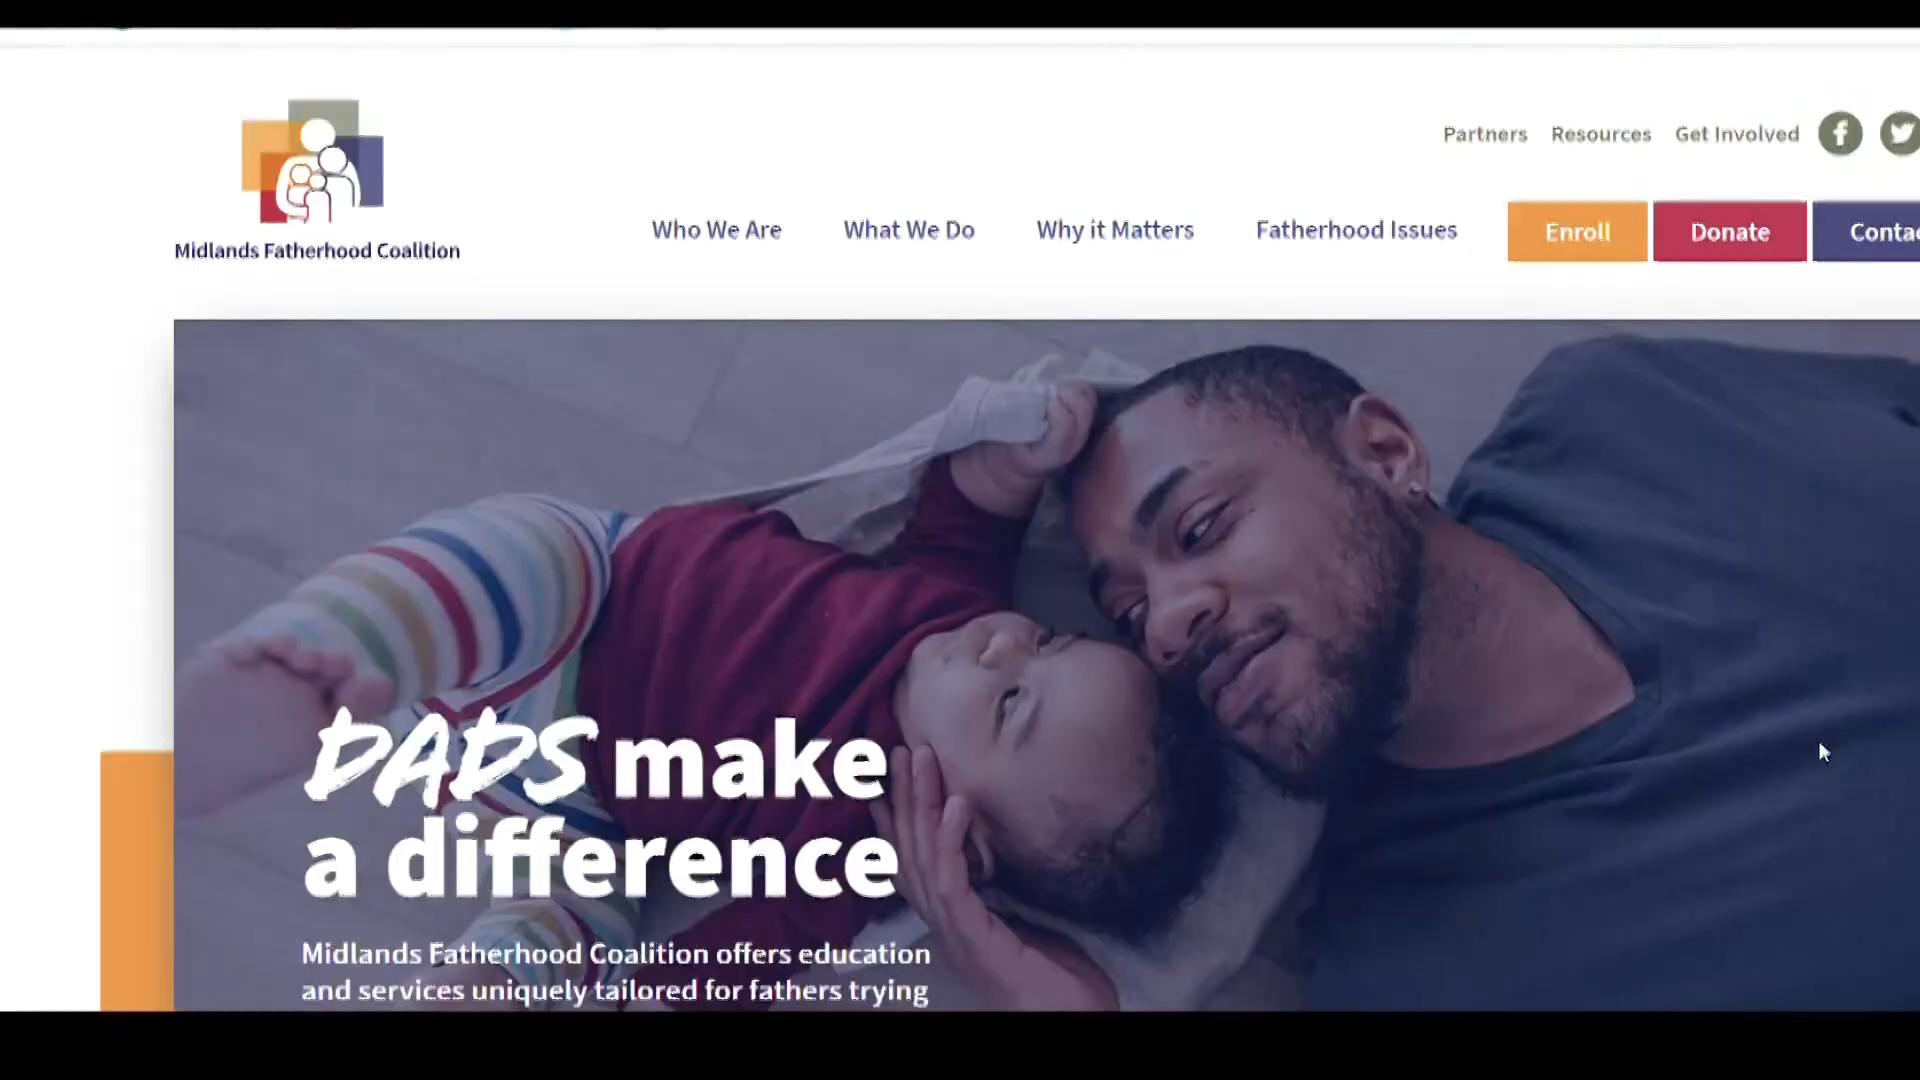 Partners Resources Get Involved
Who We Are What We Do Why it Matters Fatherhood Issues Enroll Donate
Midlands Fatherhood Coalition
DADS make
a difference
Midlands Fatherhood Coalition offers education
and services uniquely tailored for fathers trying